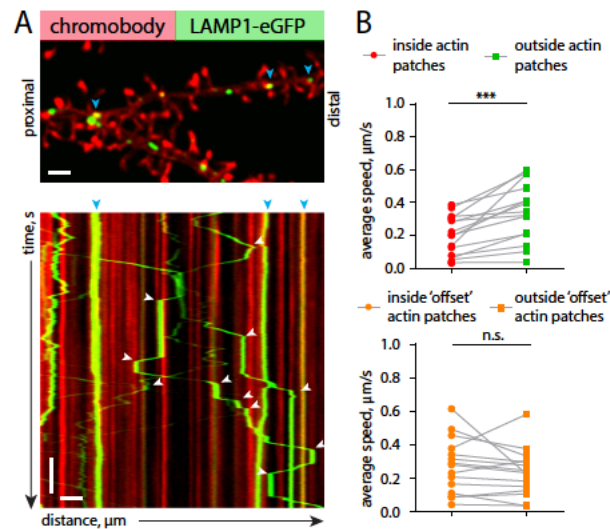 A
chromobody
LAMP1-eGFP
proximal
distal
time, s
distance, µm
B
inside actin
patches
outside actin
patches
***
average speed, µm/s
1.0
0.8
0.6
0.4
0.2
0.0
inside ‘offset’
actin patches
outside ‘offset’
actin patches
n.s.
average speed, µm/s
1.0
0.8
0.6
0.4
0.2
0.0